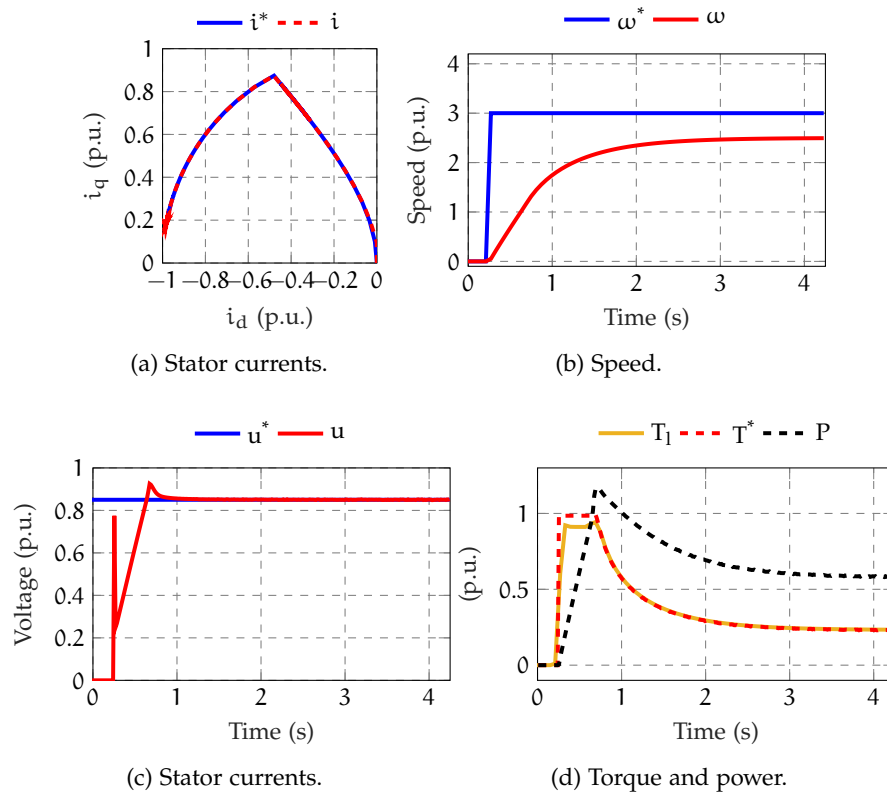 i* i
1
0.8
0.6
0.4
0.2
0
−1 −0.8 −0.6 −0.4 −0.2 0
i_q (p.u.)
i_d (p.u.)
(a) Stator currents.
ω* ω
4
3
2
1
0
0 1 2 3 4
Speed (p.u.)
Time (s)
(b) Speed.
u* u
1
0.8
0.6
0.4
0.2
0
0 1 2 3 4
Voltage (p.u.)
Time (s)
(c) Stator currents.
T_l T* P
1
0.5
0
0 1 2 3 4
(p.u.)
Time (s)
(d) Torque and power.